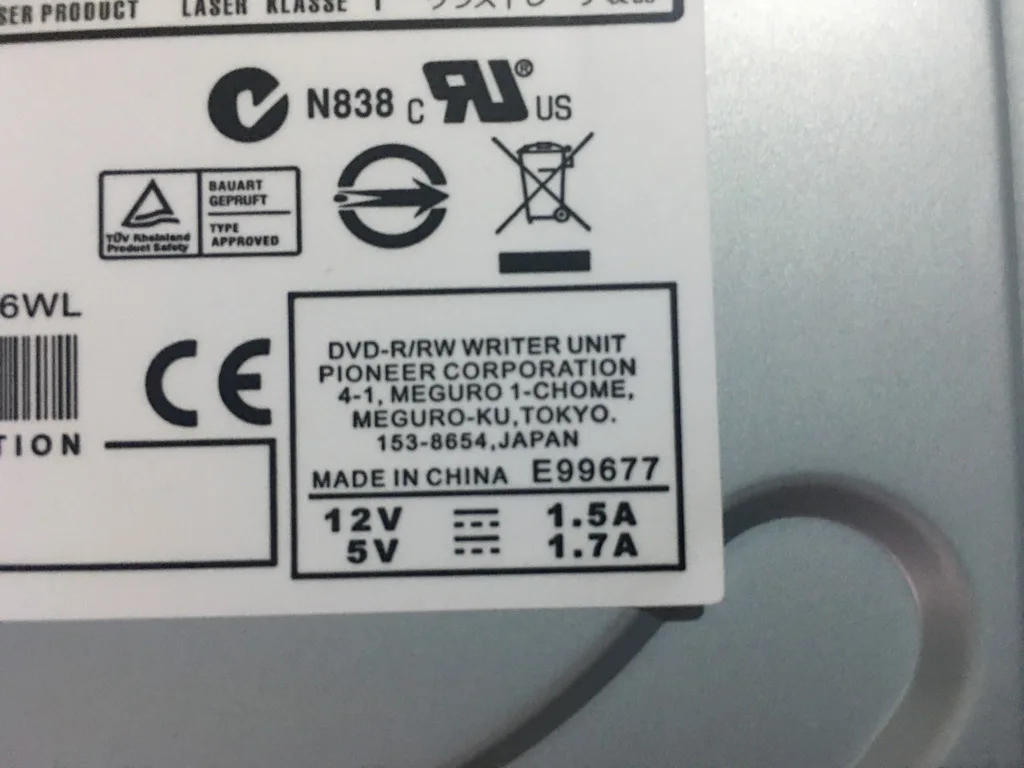 SER PRODUCT LASER KLASSE 1
N838 c UR ® US
TÜV Rheinland
Product Safety
BAUART
GEPRUFT
TYPE
APPROVED
6WL
CE
TION
DVD-R/RW WRITER UNIT
PIONEER CORPORATION
4-1, MEGURO 1-CHOME,
MEGURO-KU,TOKYO.
153-8654,JAPAN
MADE IN CHINA E99677
12V 1.5A
5V 1.7A